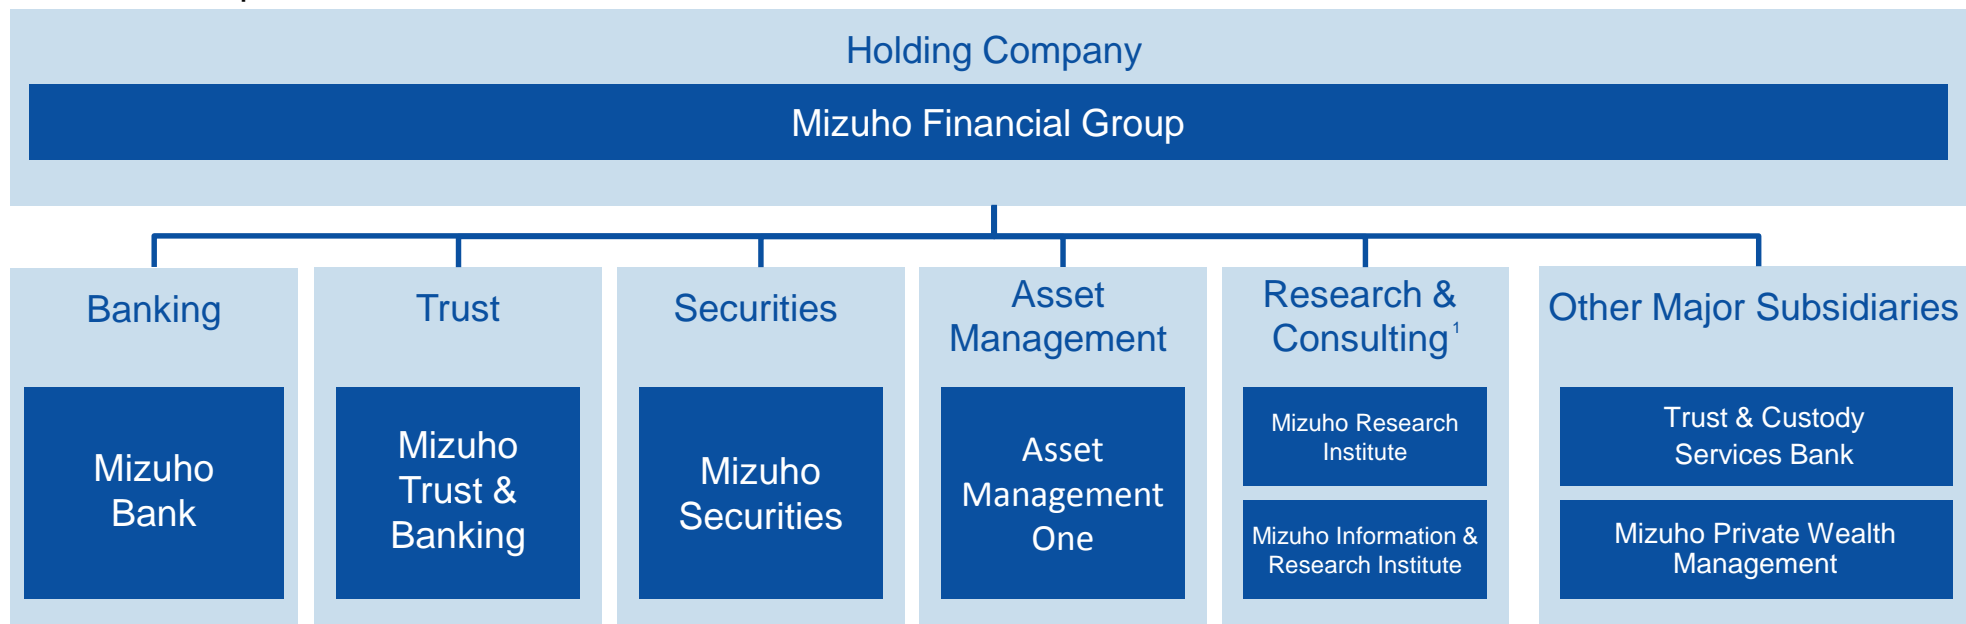 Holding Company
Mizuho Financial Group
Banking
Mizuho
Bank
Trust
Mizuho
Trust &
Banking
Securities
Mizuho
Securities
Asset
Management
Asset
Management
One
Research &
Consulting¹
Mizuho Research
Institute
Mizuho Information &
Research Institute
Other Major Subsidiaries
Trust & Custody
Services Bank
Mizuho Private Wealth
Management